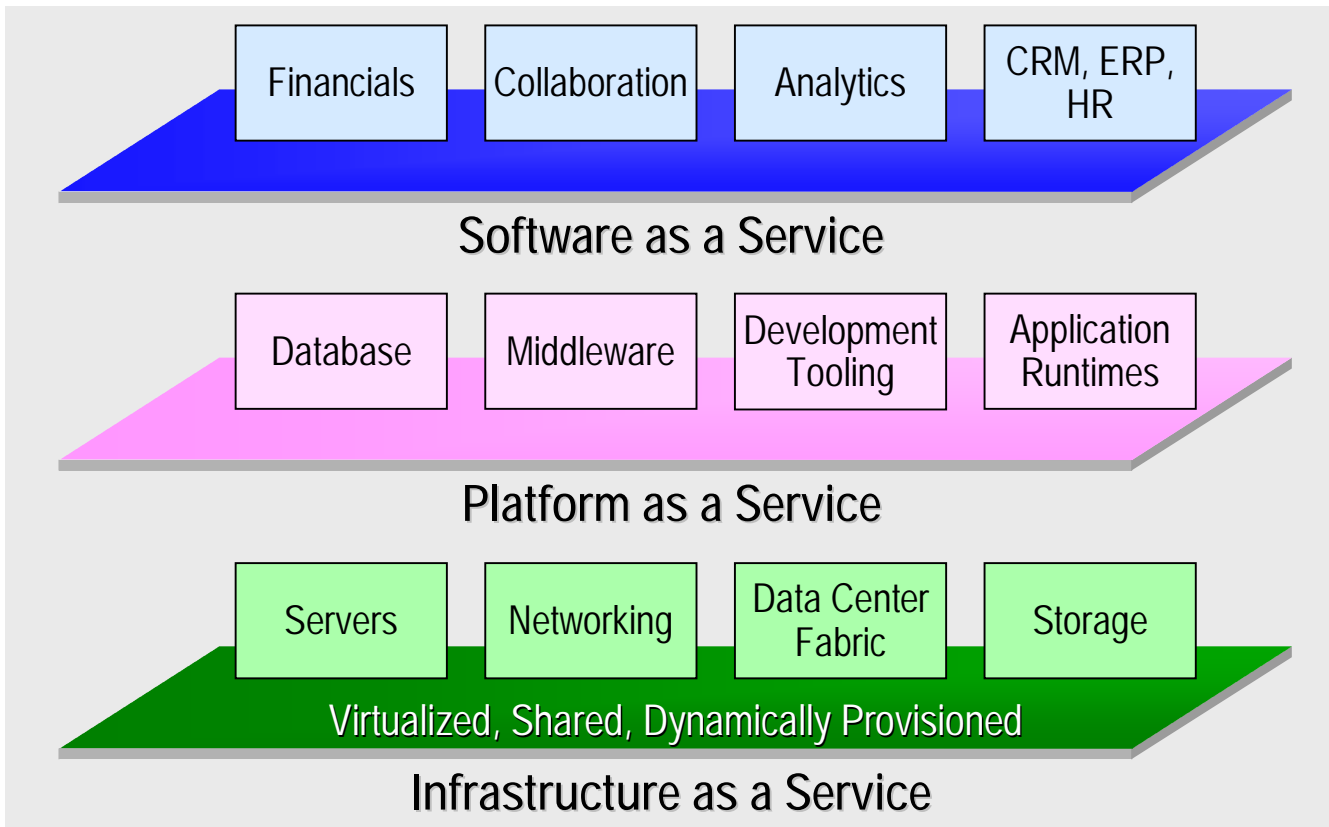 Financials
Collaboration
Analytics
CRM, ERP,
HR
Software as a Service
Database
Middleware
Development
Tooling
Application
Runtimes
Platform as a Service
Servers
Networking
Data Center
Fabric
Storage
Virtualized, Shared, Dynamically Provisioned
Infrastructure as a Service